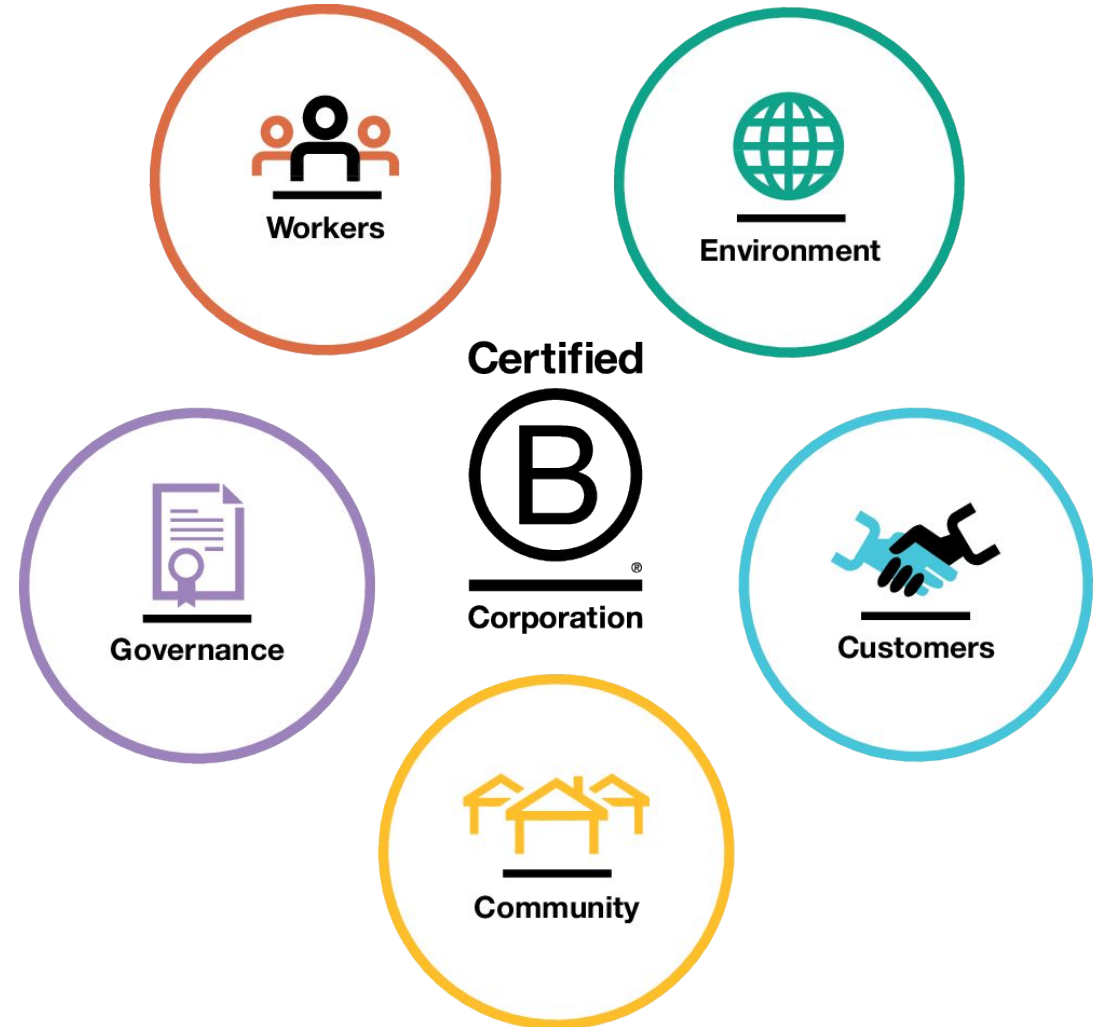 Workers
Environment
Certified
B
®
Corporation
Governance
Customers
Community